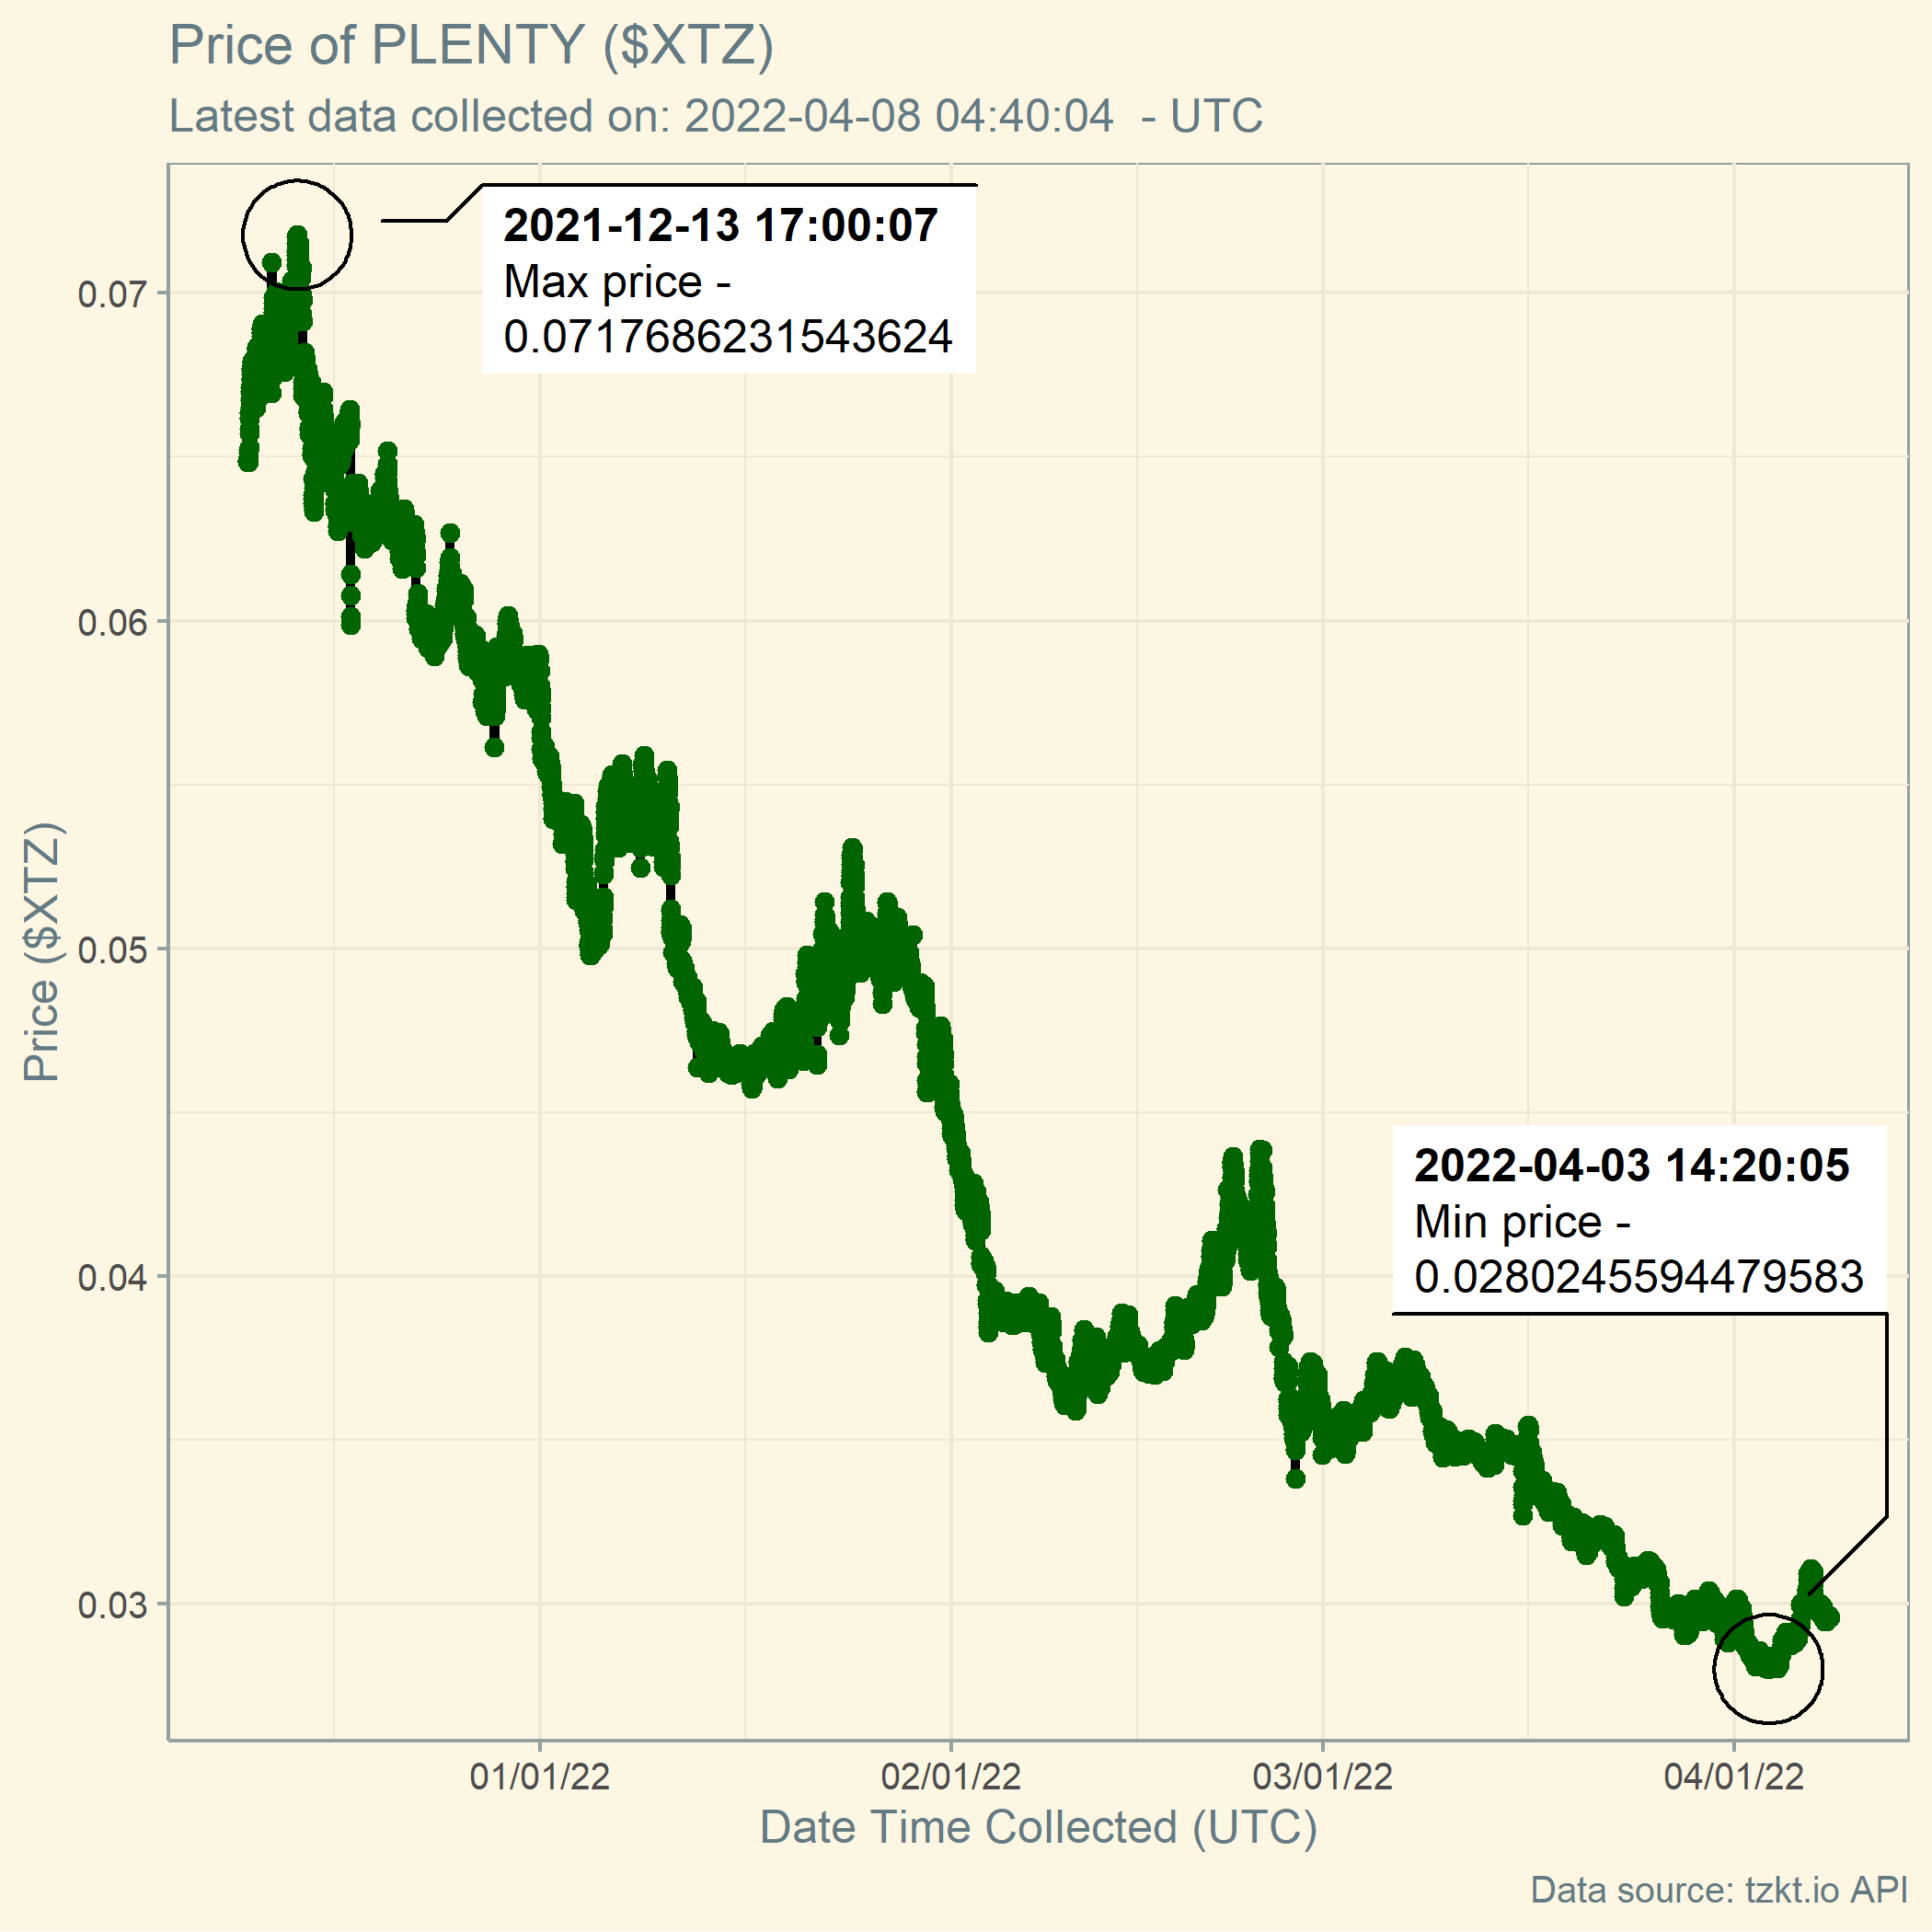 Price of PLENTY ($XTZ)
Latest data collected on: 2022-04-08 04:40:04  - UTC
2021-12-13 17:00:07
Max price -
0.0717686231543624
0.07
0.06
0.05
0.04
0.03
Price ($XTZ)
2022-04-03 14:20:05
Min price -
0.0280245594479583
01/01/22
02/01/22
03/01/22
04/01/22
Date Time Collected (UTC)
Data source: tzkt.io API